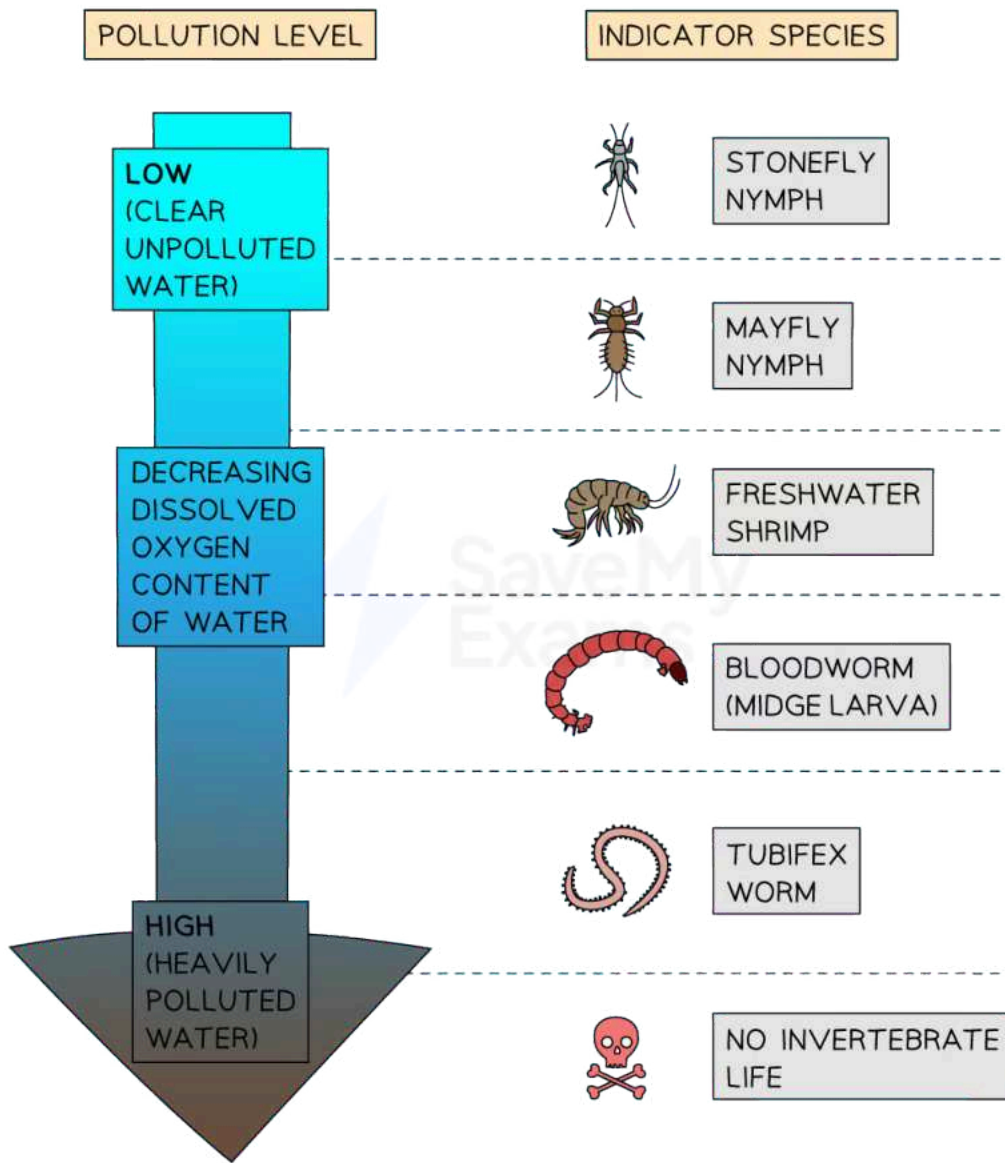 POLLUTION LEVEL
INDICATOR SPECIES
LOW
(CLEAR
UNPOLLUTED
WATER)
STONEFLY
NYMPH
MAYFLY
NYMPH
DECREASING
DISSOLVED
OXYGEN
CONTENT
OF WATER
FRESHWATER
SHRIMP
SaveMy
Exams
BLOODWORM
(MIDGE LARVA)
TUBIFEX
WORM
HIGH
(HEAVILY
POLLUTED
WATER)
NO INVERTEBRATE
LIFE